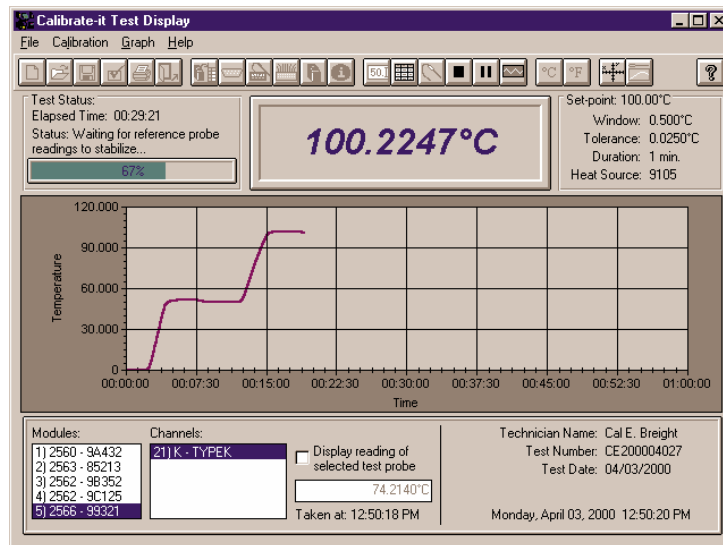 Calibrate-it Test Display
File Calibration Graph Help
50.
°C °F
?
Test Status:
Elapsed Time: 00:29:21
Status: Waiting for reference probe
readings to stabilize...
67%
100.2247°C
Set-point: 100.00°C
Window: 0.500°C
Tolerance: 0.0250°C
Duration: 1 min.
Heat Source: 9105
120.000
90.000
60.000
30.000
0
Temperature
00:00:00 00:07:30 00:15:00 00:22:30 00:30:00 00:37:30 00:45:00 00:52:30 01:00:00
Time
Modules:
1) 2560 - 9A432
2) 2563 - 85213
3) 2562 - 9B352
4) 2562 - 9C125
5) 2566 - 99321
Channels:
21) K - TYPEK
Display reading of
selected test probe
74.2140°C
Taken at: 12:50:18 PM
Technician Name: Cal E. Breight
Test Number: CE200004027
Test Date: 04/03/2000
Monday, April 03, 2000 12:50:20 PM